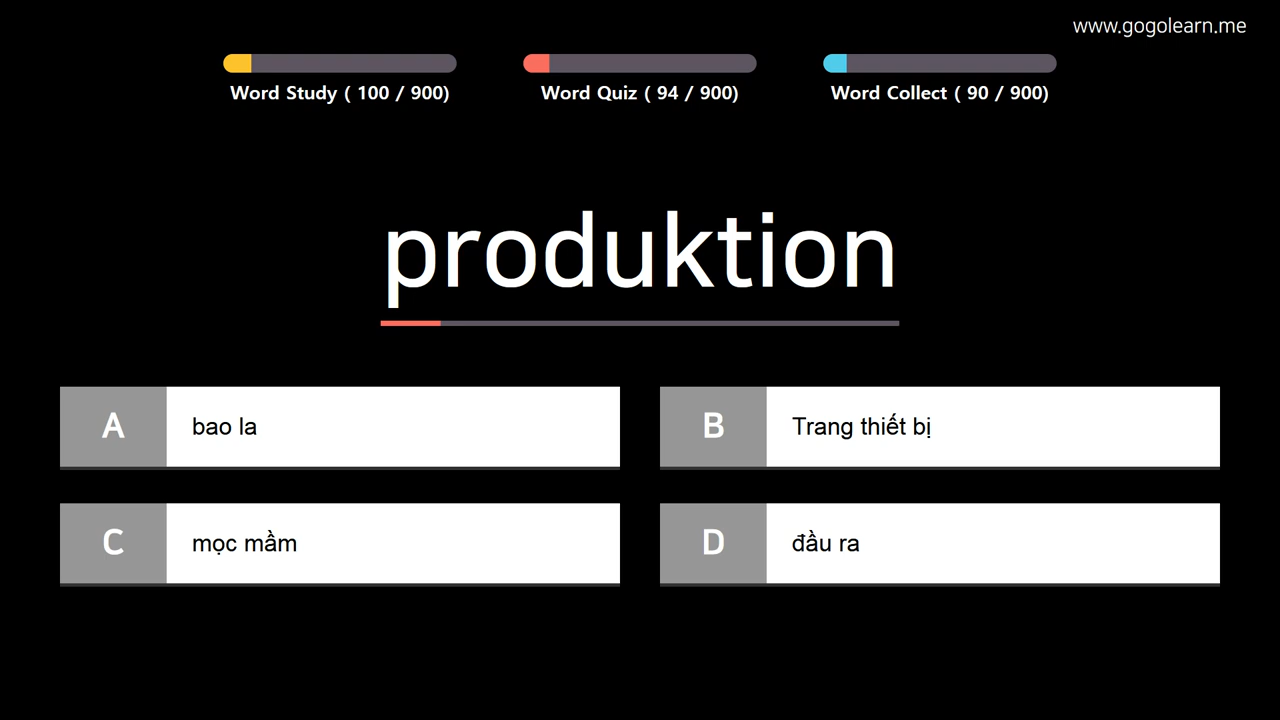 www.gogolearn.me
Word Study ( 100 / 900)
Word Quiz ( 94 / 900)
Word Collect ( 90 / 900)
produktion
A bao la
B Trang thiết bị
C mọc mầm
D đầu ra